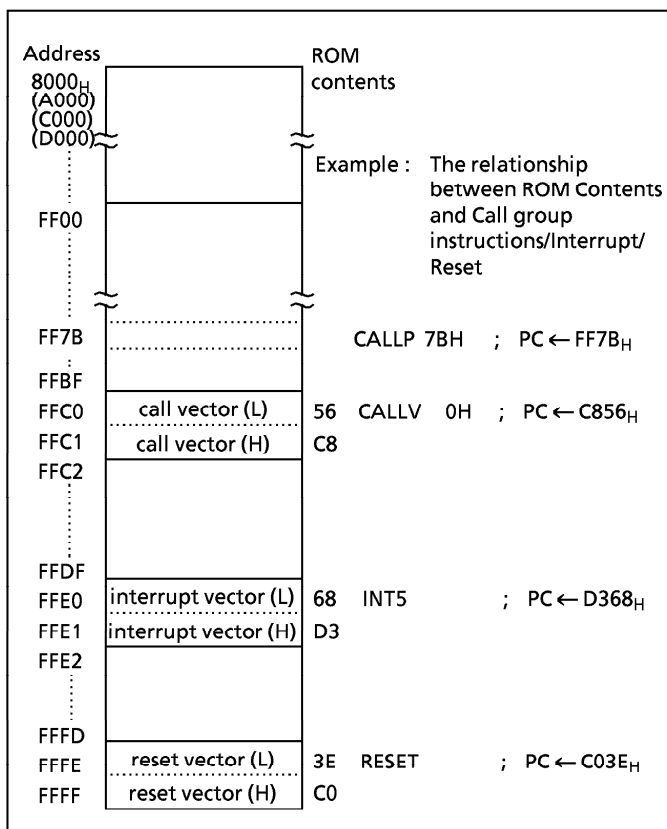 Address
ROM
contents
8000H
(A000)
(C000)
(D000)
Example : The relationship
between ROM Contents
and Call group
instructions/Interrupt/
Reset
FF00
FF7B CALLP 7BH ; PC ← FF7BH
FFBF
FFC0 call vector (L) 56 CALLV 0H ; PC ← C856H
FFC1 call vector (H) C8
FFC2
FFDF
FFE0 interrupt vector (L) 68 INT5 ; PC ← D368H
FFE1 interrupt vector (H) D3
FFE2
FFFD
FFFE reset vector (L) 3E RESET ; PC ← C03EH
FFFF reset vector (H) C0